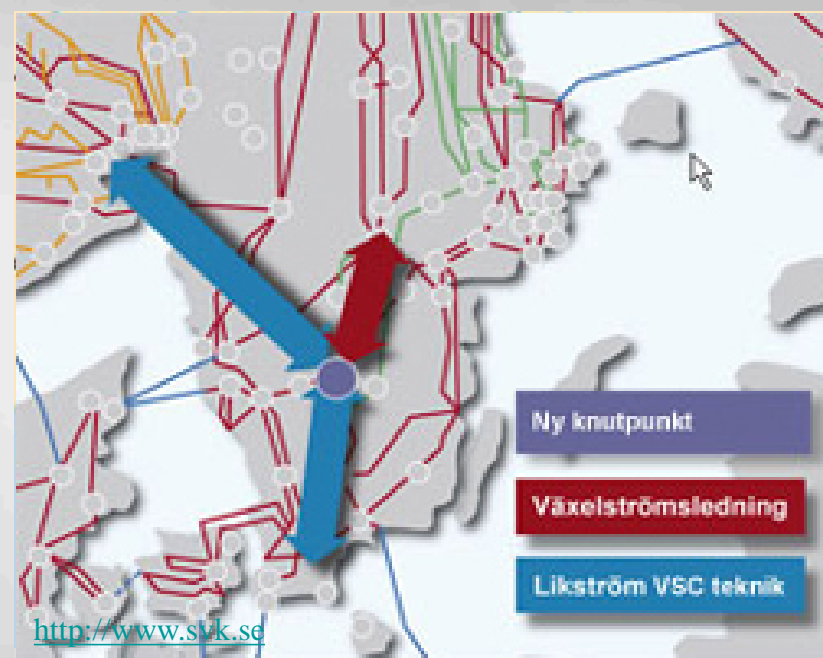 Ny knutpunkt
Växelströmsledning
Likström VSC teknik
http://www.svk.se